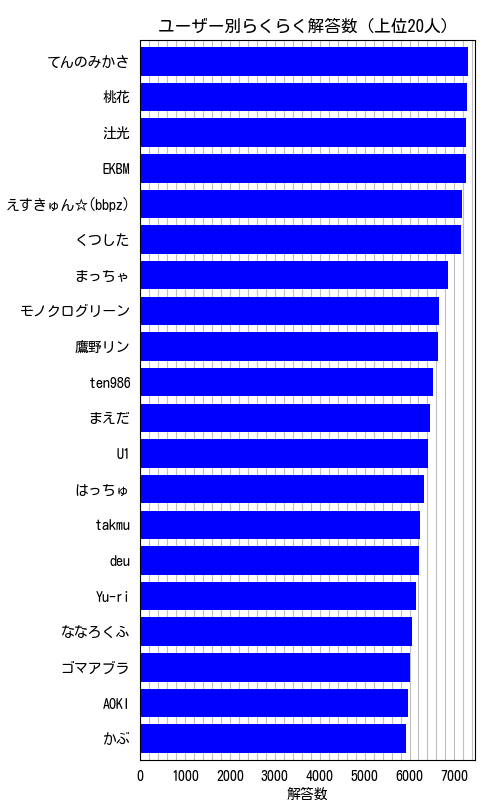 ユーザー別らくらく解答数（上位20人）
てんのみかさ
桃花
辻光
EKBM
えすきゅん☆(bbpz)
くつした
まっちゃ
モノクログリーン
鷹野リン
ten986
まえだ
U1
はっちゅ
takmu
deu
Yu-ri
ななろくふ
ゴマアブラ
AOKI
かぶ
0 1000 2000 3000 4000 5000 6000 7000
解答数